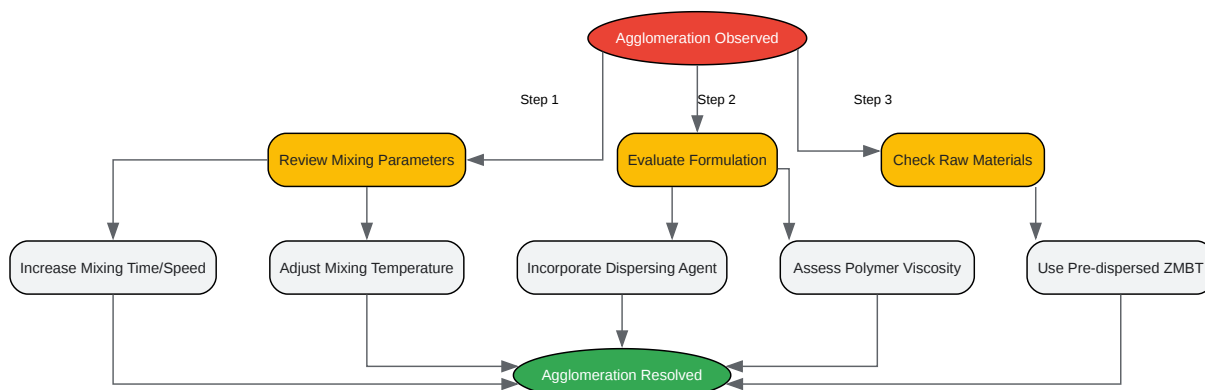 Agglomeration Observed
Step 1
Step 2
Step 3
Review Mixing Parameters
Evaluate Formulation
Check Raw Materials
Increase Mixing Time/Speed
Adjust Mixing Temperature
Incorporate Dispersing Agent
Assess Polymer Viscosity
Use Pre-dispersed ZMBT
Agglomeration Resolved